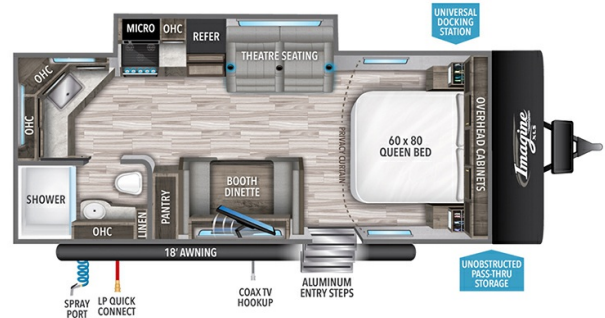 UNIVERSAL
DOCKING
STATION
MICRO
OHC
REFER
THEATRE SEATING
OHC
OHC
PRIVACY CURTAIN
60 x 80
QUEEN BED
OVERHEAD CABINETS
Imagine
XLS
SHOWER
OHC
LINEN
PANTRY
BOOTH
DINETTE
18' AWNING
SPRAY
PORT
LP QUICK
CONNECT
COAX TV
HOOKUP
ALUMINUM
ENTRY STEPS
UNOBSTRUCTED
PASS-THRU
STORAGE